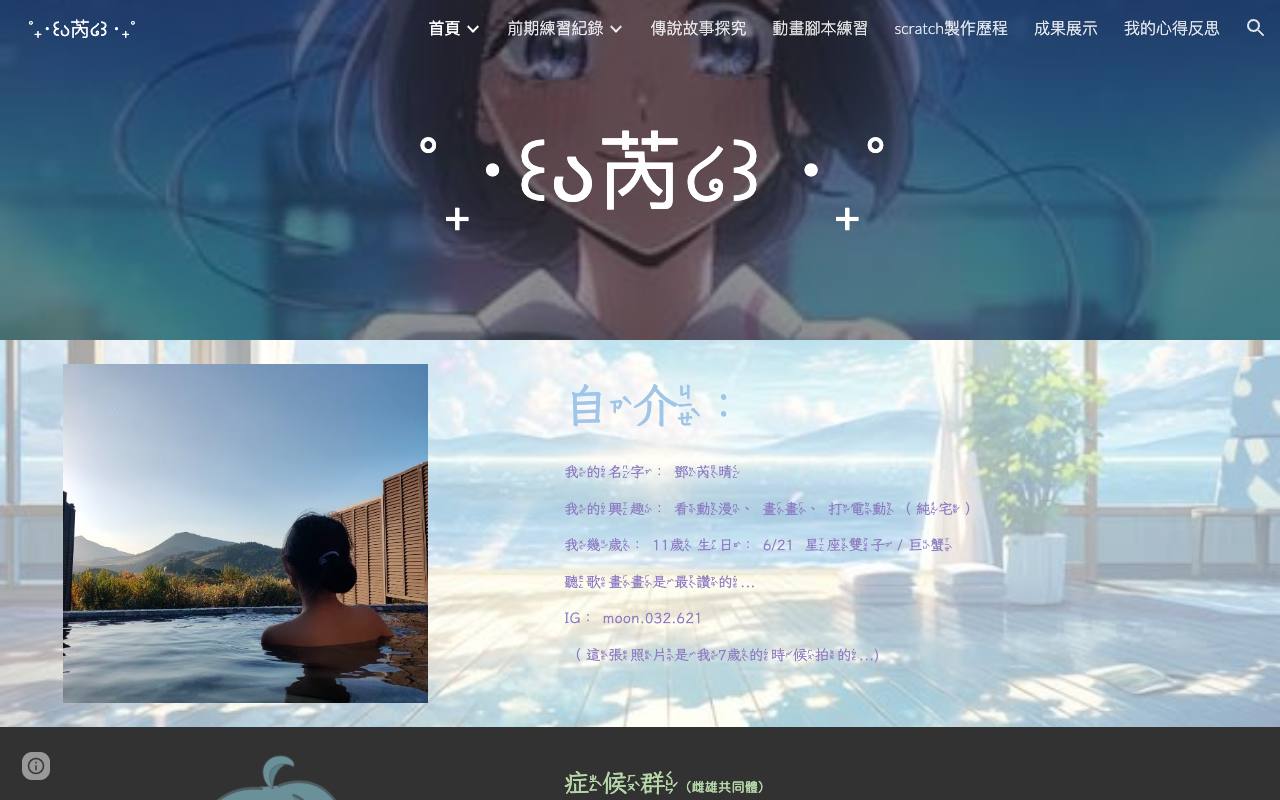 ˚₊‧꒰ა芮໒꒱ ‧₊˚
首頁 前期練習紀錄 傳說故事探究 動畫腳本練習 scratch製作歷程 成果展示 我的心得反思
˚₊‧꒰ა芮໒꒱ ‧₊˚
自介：
我的名字： 鄧芮晴
我的興趣： 看動漫、 畫畫、 打電動 （純宅）
我幾歲： 11歲 生日： 6/21 星座雙子 / 巨蟹
聽歌畫畫是最讚的...
IG： moon.032.621
（這張照片是我7歲的時候拍的...）
症候群（雌雄共同體）